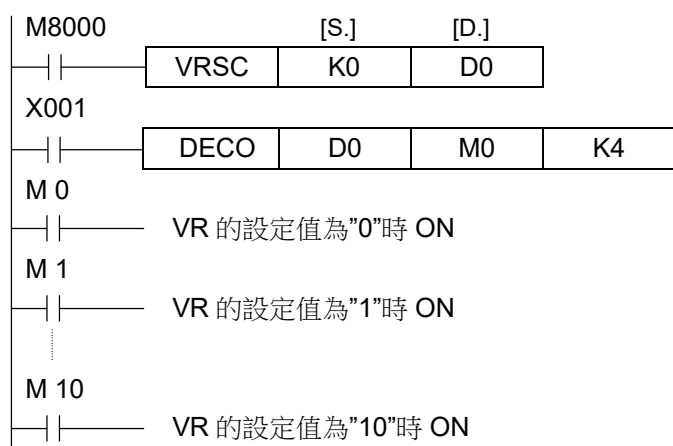 M8000 [S.] [D.]
VRSC K0 D0
X001
DECO D0 M0 K4
M 0
VR 的設定值為”0”時 ON
M 1
VR 的設定值為”1”時 ON
M 10
VR 的設定值為”10”時 ON